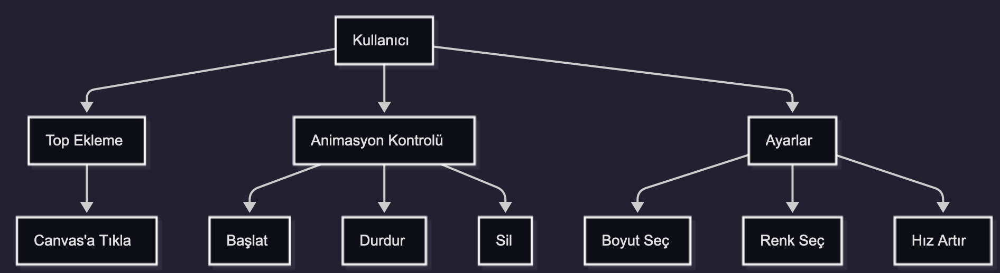 Kullanıcı
Top Ekleme
Animasyon Kontrolü
Ayarlar
Canvas'a Tıkla
Başlat
Durdur
Sil
Boyut Seç
Renk Seç
Hız Artır